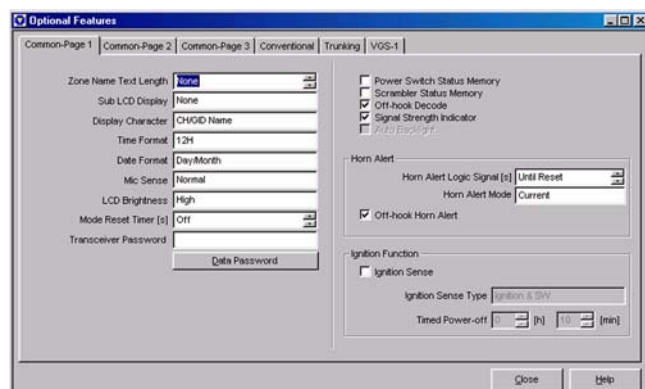 Optional Features
Common-Page 1 Common-Page 2 Common-Page 3 Conventional Trunking VGS-1
Zone Name Text Length None
Sub LCD Display None
Display Character CH/GID Name
Time Format 12H
Date Format Day/Month
Mic Sense Normal
LCD Brightness High
Mode Reset Timer [s] Off
Transceiver Password
Data Password
Power Switch Status Memory
Scrambler Status Memory
Off-hook Decode
Signal Strength Indicator
Auto Backlight
Horn Alert
Horn Alert Logic Signal [s] Until Reset
Horn Alert Mode Current
Off-hook Horn Alert
Ignition Function
Ignition Sense
Ignition Sense Type Ignition & SW
Timed Power-off 0 [h] 10 [min]
Close Help